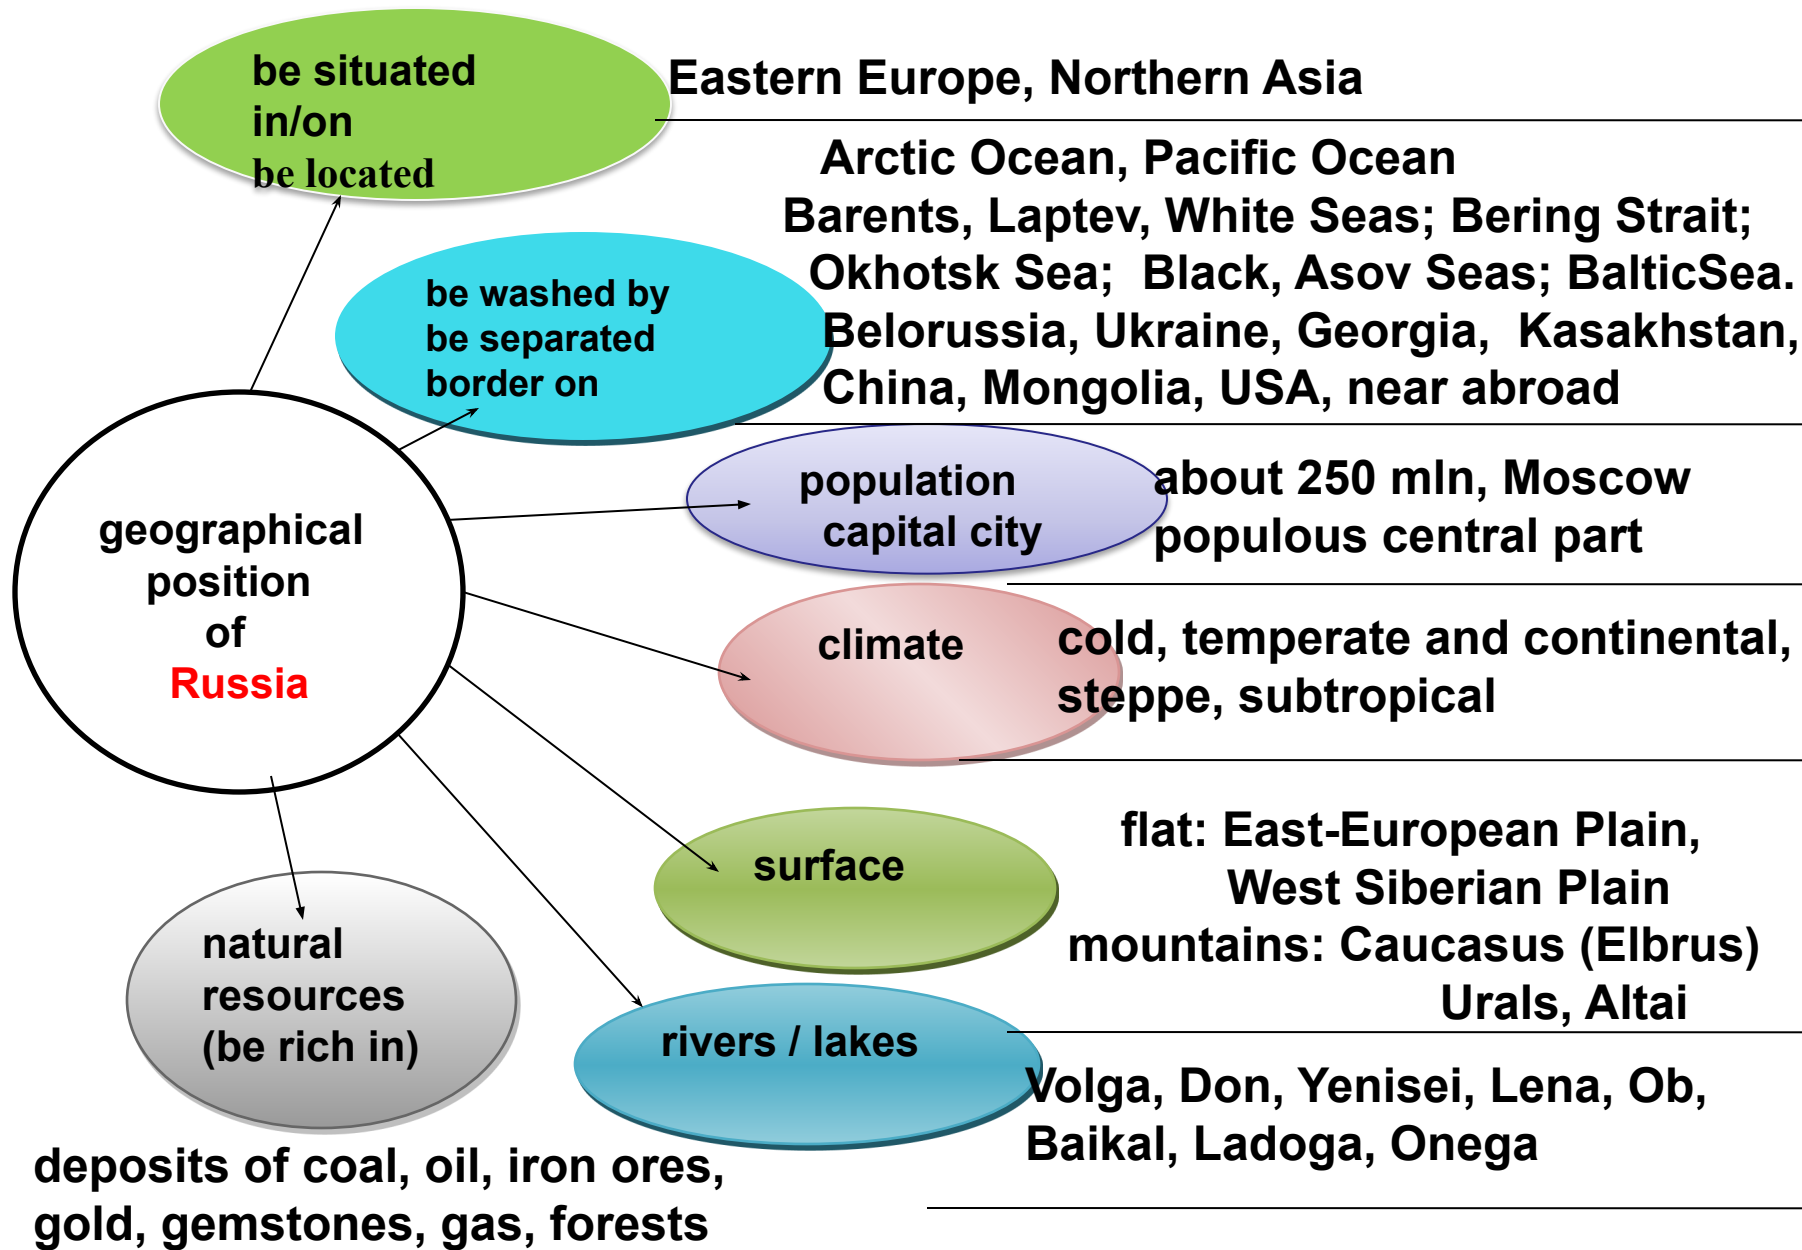 be situated
in/on
be located
Eastern Europe, Northern Asia
be washed by
be separated
border on
Arctic Ocean, Pacific Ocean
Barents, Laptev, White Seas; Bering Strait;
Okhotsk Sea; Black, Asov Seas; BalticSea.
Belorussia, Ukraine, Georgia, Kasakhstan,
China, Mongolia, USA, near abroad
geographical
position
of
Russia
population
capital city
about 250 mln, Moscow
populous central part
climate
cold, temperate and continental,
steppe, subtropical
surface
flat: East-European Plain,
West Siberian Plain
mountains: Caucasus (Elbrus)
Urals, Altai
rivers / lakes
Volga, Don, Yenisei, Lena, Ob,
Baikal, Ladoga, Onega
natural
resources
(be rich in)
deposits of coal, oil, iron ores,
gold, gemstones, gas, forests